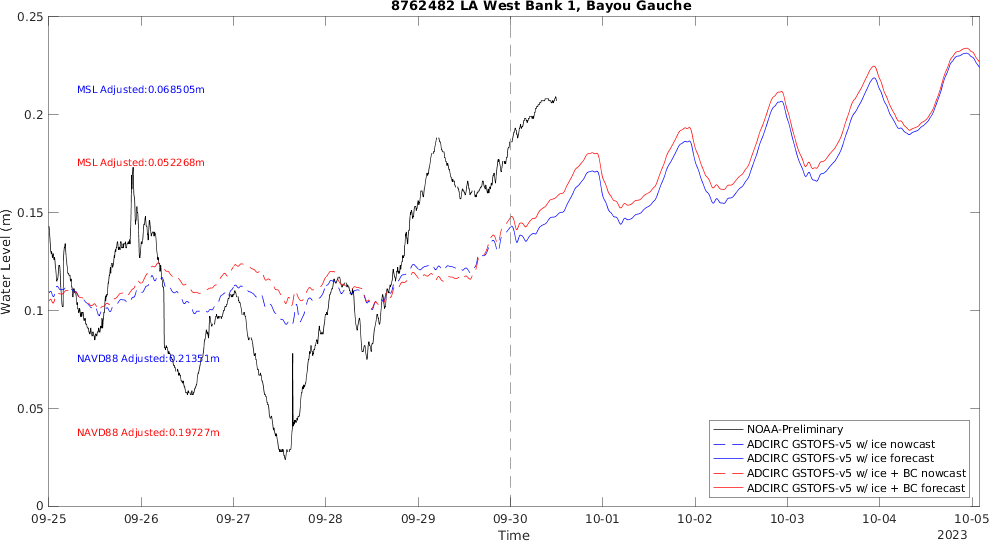 8762482 LA West Bank 1, Bayou Gauche
0.25
MSL Adjusted:0.068505m
0.2
MSL Adjusted:0.052268m
0.15
Water Level (m)
0.1
NAVD88 Adjusted:0.21351m
0.05
NAVD88 Adjusted:0.19727m
NOAA-Preliminary
ADCIRC GSTOFS-v5 w/ ice nowcast
ADCIRC GSTOFS-v5 w/ ice forecast
ADCIRC GSTOFS-v5 w/ ice + BC nowcast
ADCIRC GSTOFS-v5 w/ ice + BC forecast
0
09-25 09-26 09-27 09-28 09-29 09-30 10-01 10-02 10-03 10-04 10-05
Time
2023